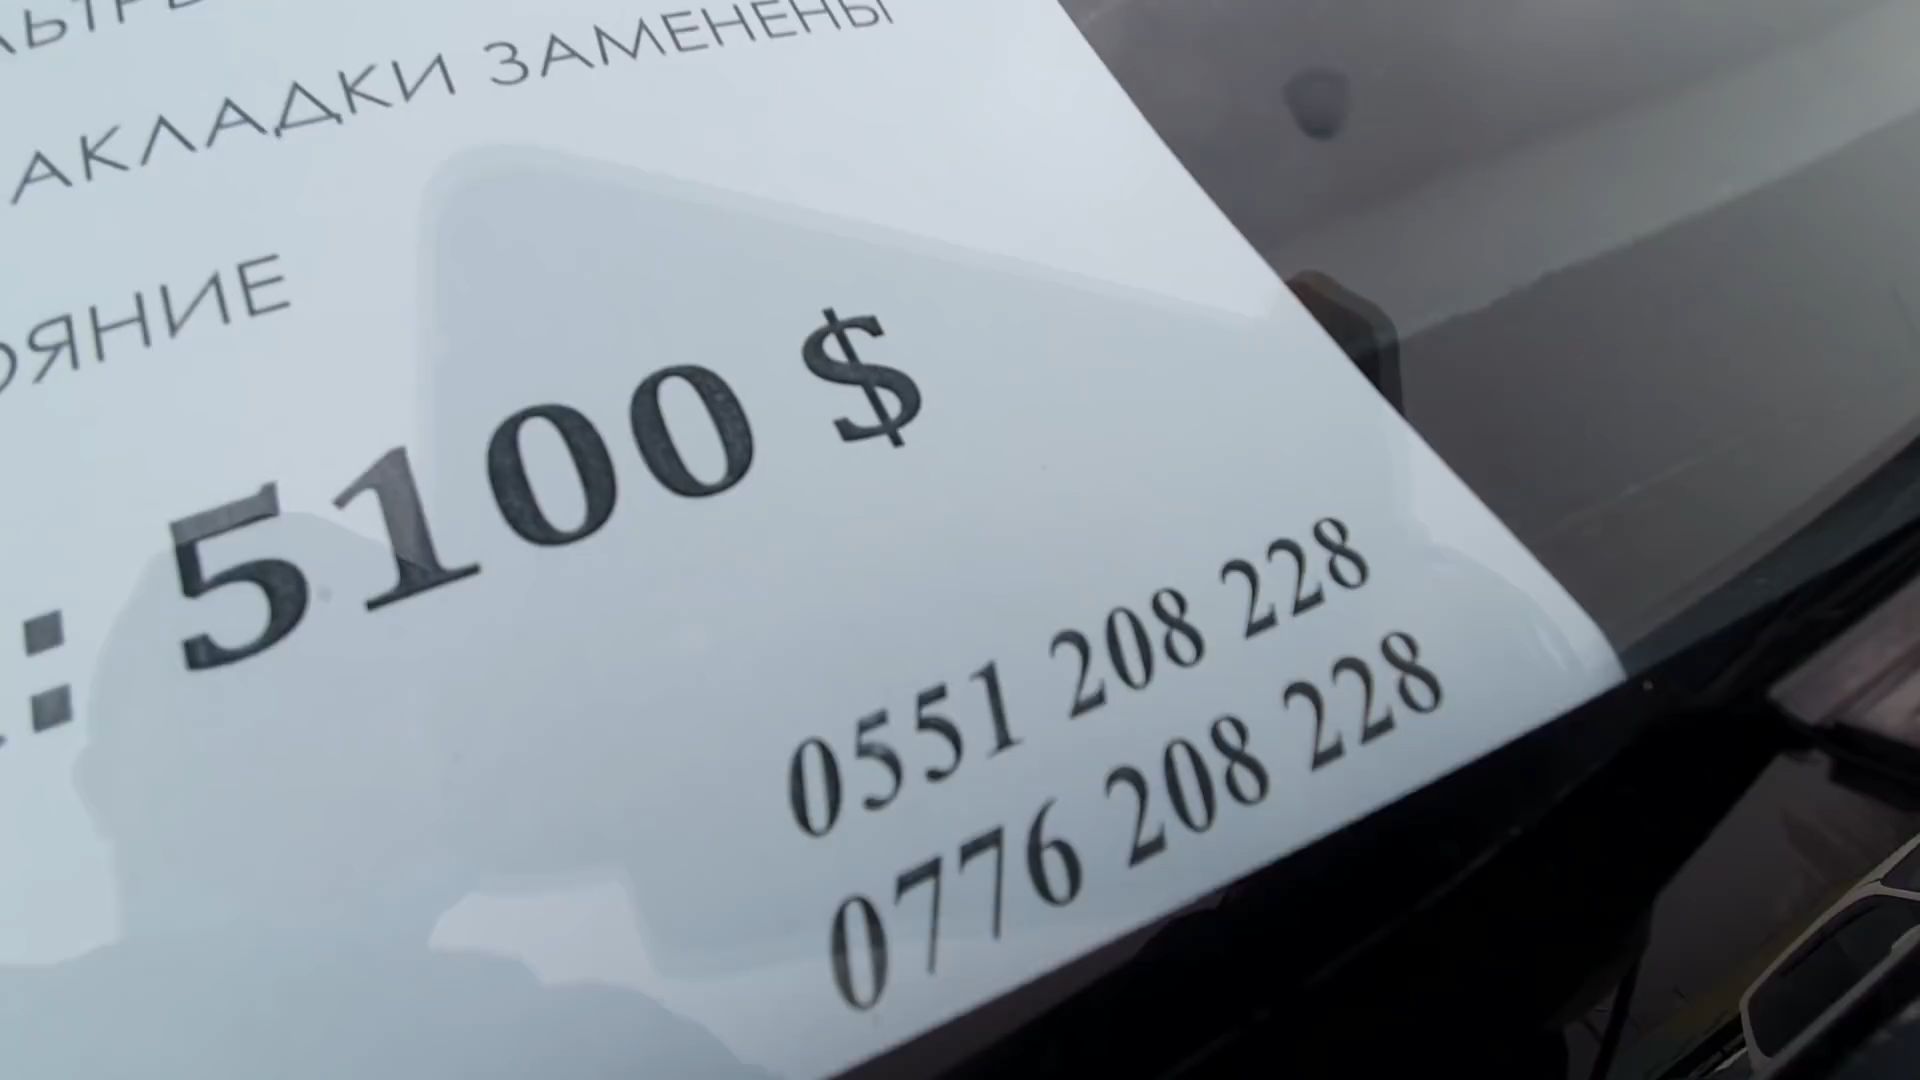 АКЛАДКИ ЗАМЕНЕНЫ
ОЯНИЕ
: 5100 $
0551 208 228
0776 208 228